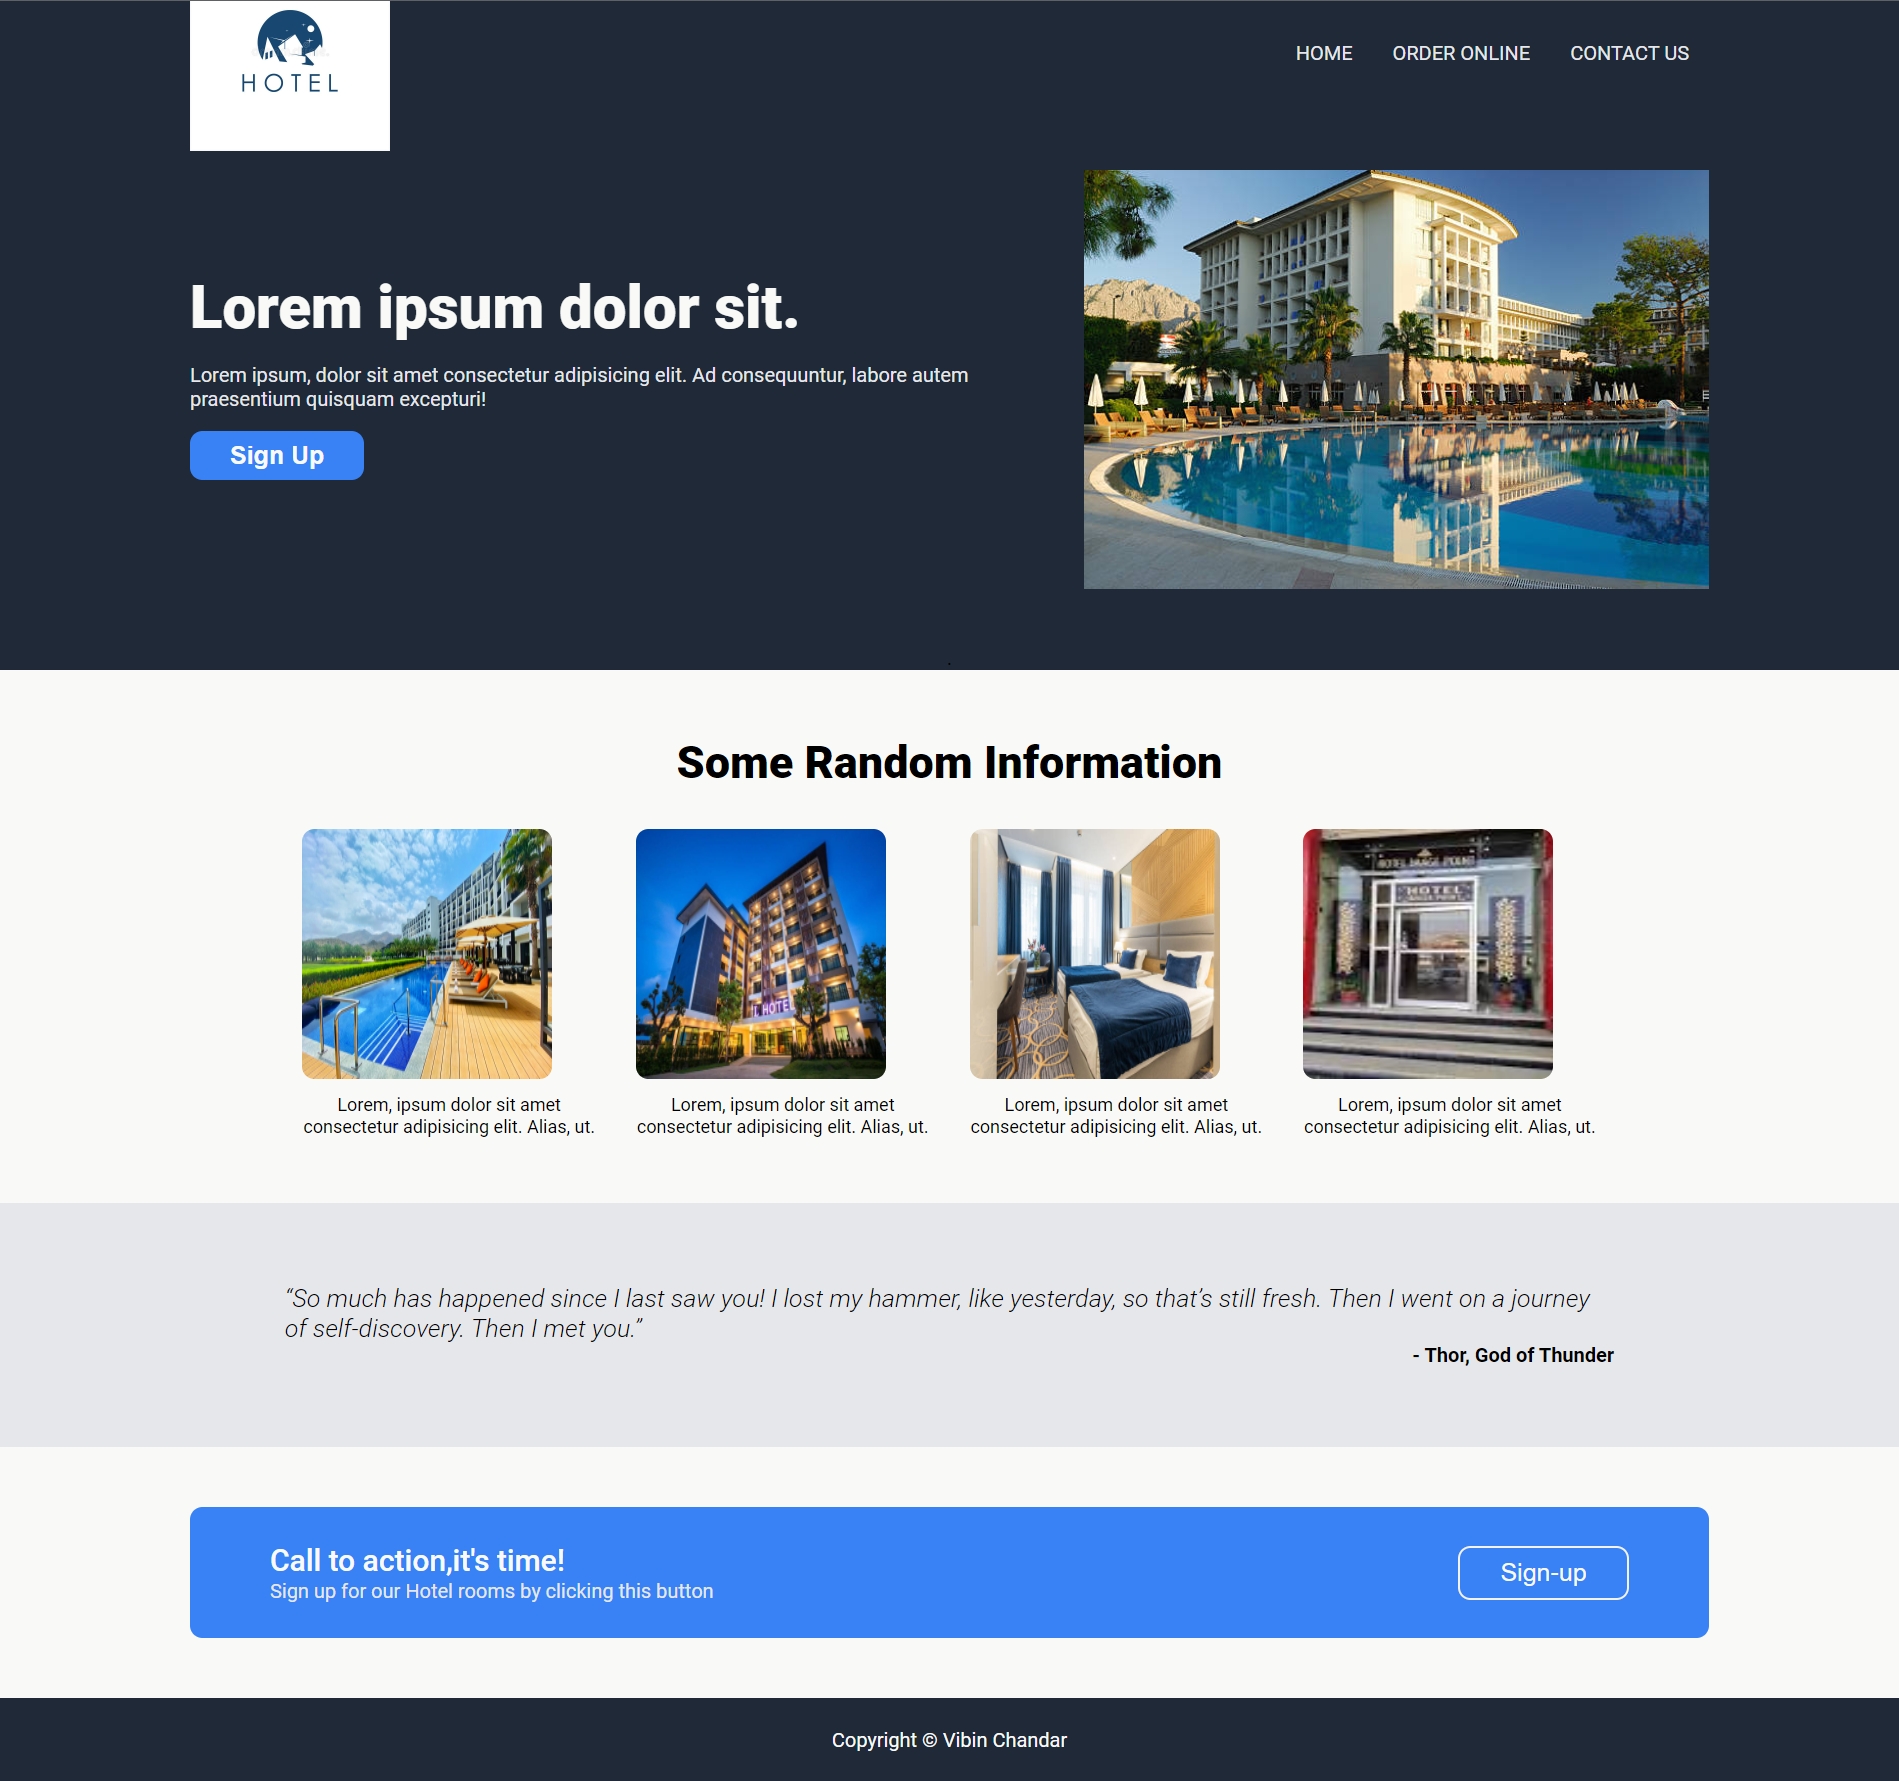 HOTEL
HOME
ORDER ONLINE
CONTACT US
Lorem ipsum dolor sit.
Lorem ipsum, dolor sit amet consectetur adipisicing elit. Ad consequuntur, labore autem
praesentium quisquam excepturi!
Sign Up
Some Random Information
HOTEL
HOTEL
Lorem, ipsum dolor sit amet
consectetur adipisicing elit. Alias, ut.
Lorem, ipsum dolor sit amet
consectetur adipisicing elit. Alias, ut.
Lorem, ipsum dolor sit amet
consectetur adipisicing elit. Alias, ut.
Lorem, ipsum dolor sit amet
consectetur adipisicing elit. Alias, ut.
“So much has happened since I last saw you! I lost my hammer, like yesterday, so that’s still fresh. Then I went on a journey
of self-discovery. Then I met you.”
- Thor, God of Thunder
Call to action,it's time!
Sign up for our Hotel rooms by clicking this button
Sign-up
Copyright © Vibin Chandar